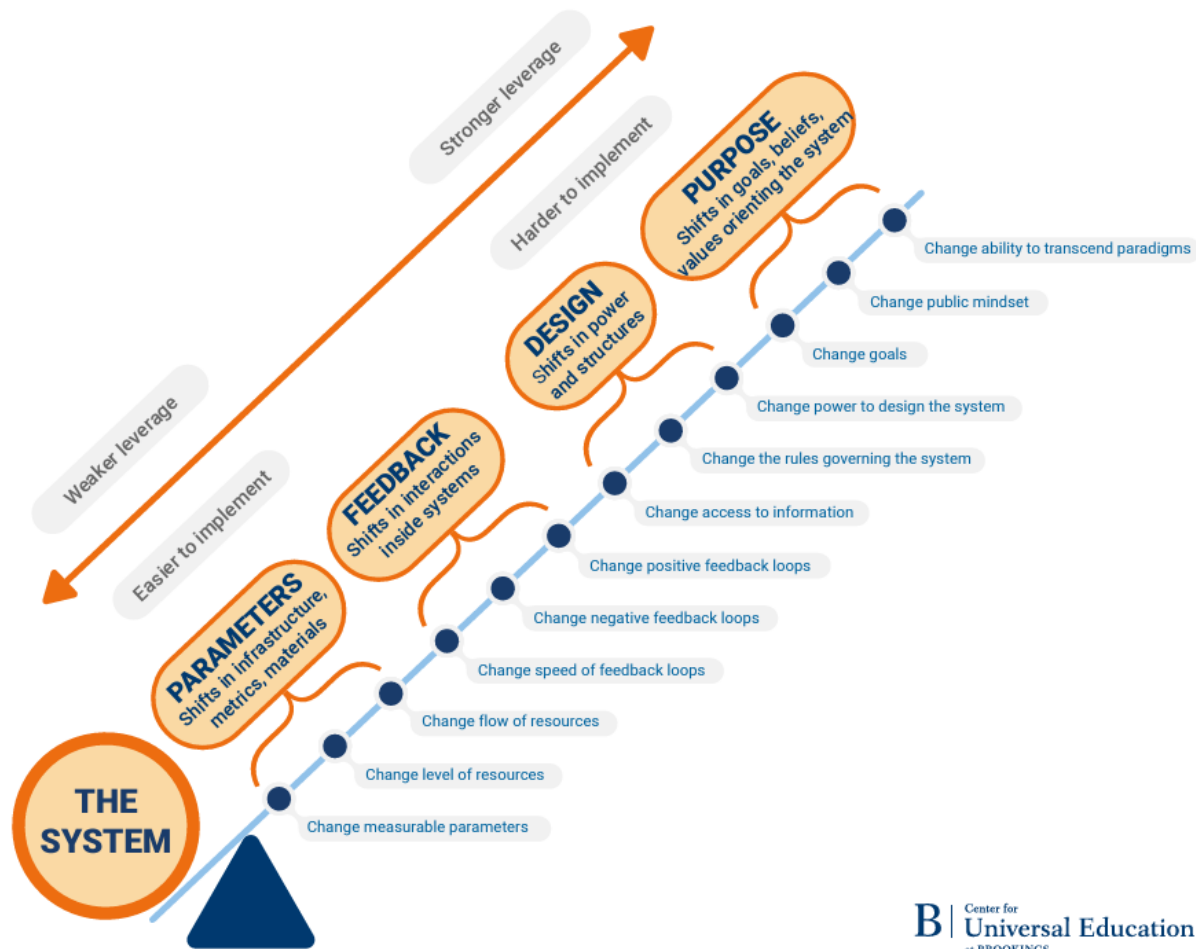 Stronger leverage
Harder to implement
Weaker leverage
Easier to implement
PURPOSE
Shifts in goals, beliefs,
values orienting the system
DESIGN
Shifts in power
and structures
FEEDBACK
Shifts in interactions
inside systems
PARAMETERS
Shifts in infrastructure,
metrics, materials
THE
SYSTEM
Change ability to transcend paradigms
Change public mindset
Change goals
Change power to design the system
Change the rules governing the system
Change access to information
Change positive feedback loops
Change negative feedback loops
Change speed of feedback loops
Change flow of resources
Change level of resources
Change measurable parameters
B
Center for
Universal Education
at BROOKINGS